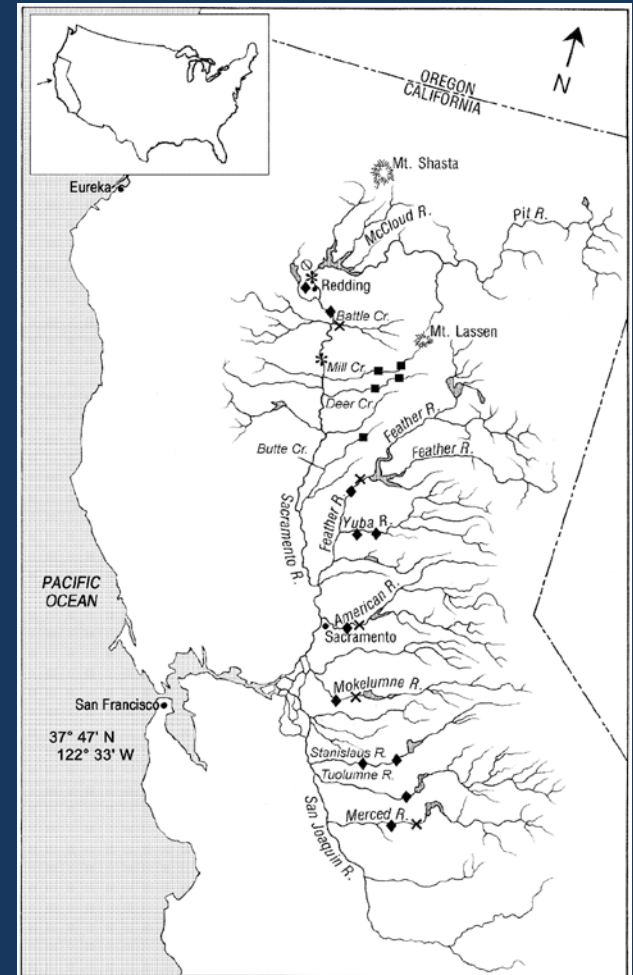 OREGON
CALIFORNIA
N
Mt. Shasta
Eureka
McCloud R.
Pit R.
Redding
Battle Cr.
Mt. Lassen
Mill Cr.
Deer Cr.
Feather R.
Butte Cr.
Feather R.
Sacramento R.
Feather R.
Yuba R.
PACIFIC
OCEAN
American R.
Sacramento
Mokelumne R.
San Francisco
37° 47' N
122° 33' W
Stanislaus R.
Tuolumne R.
Merced R.
San Joaquin R.